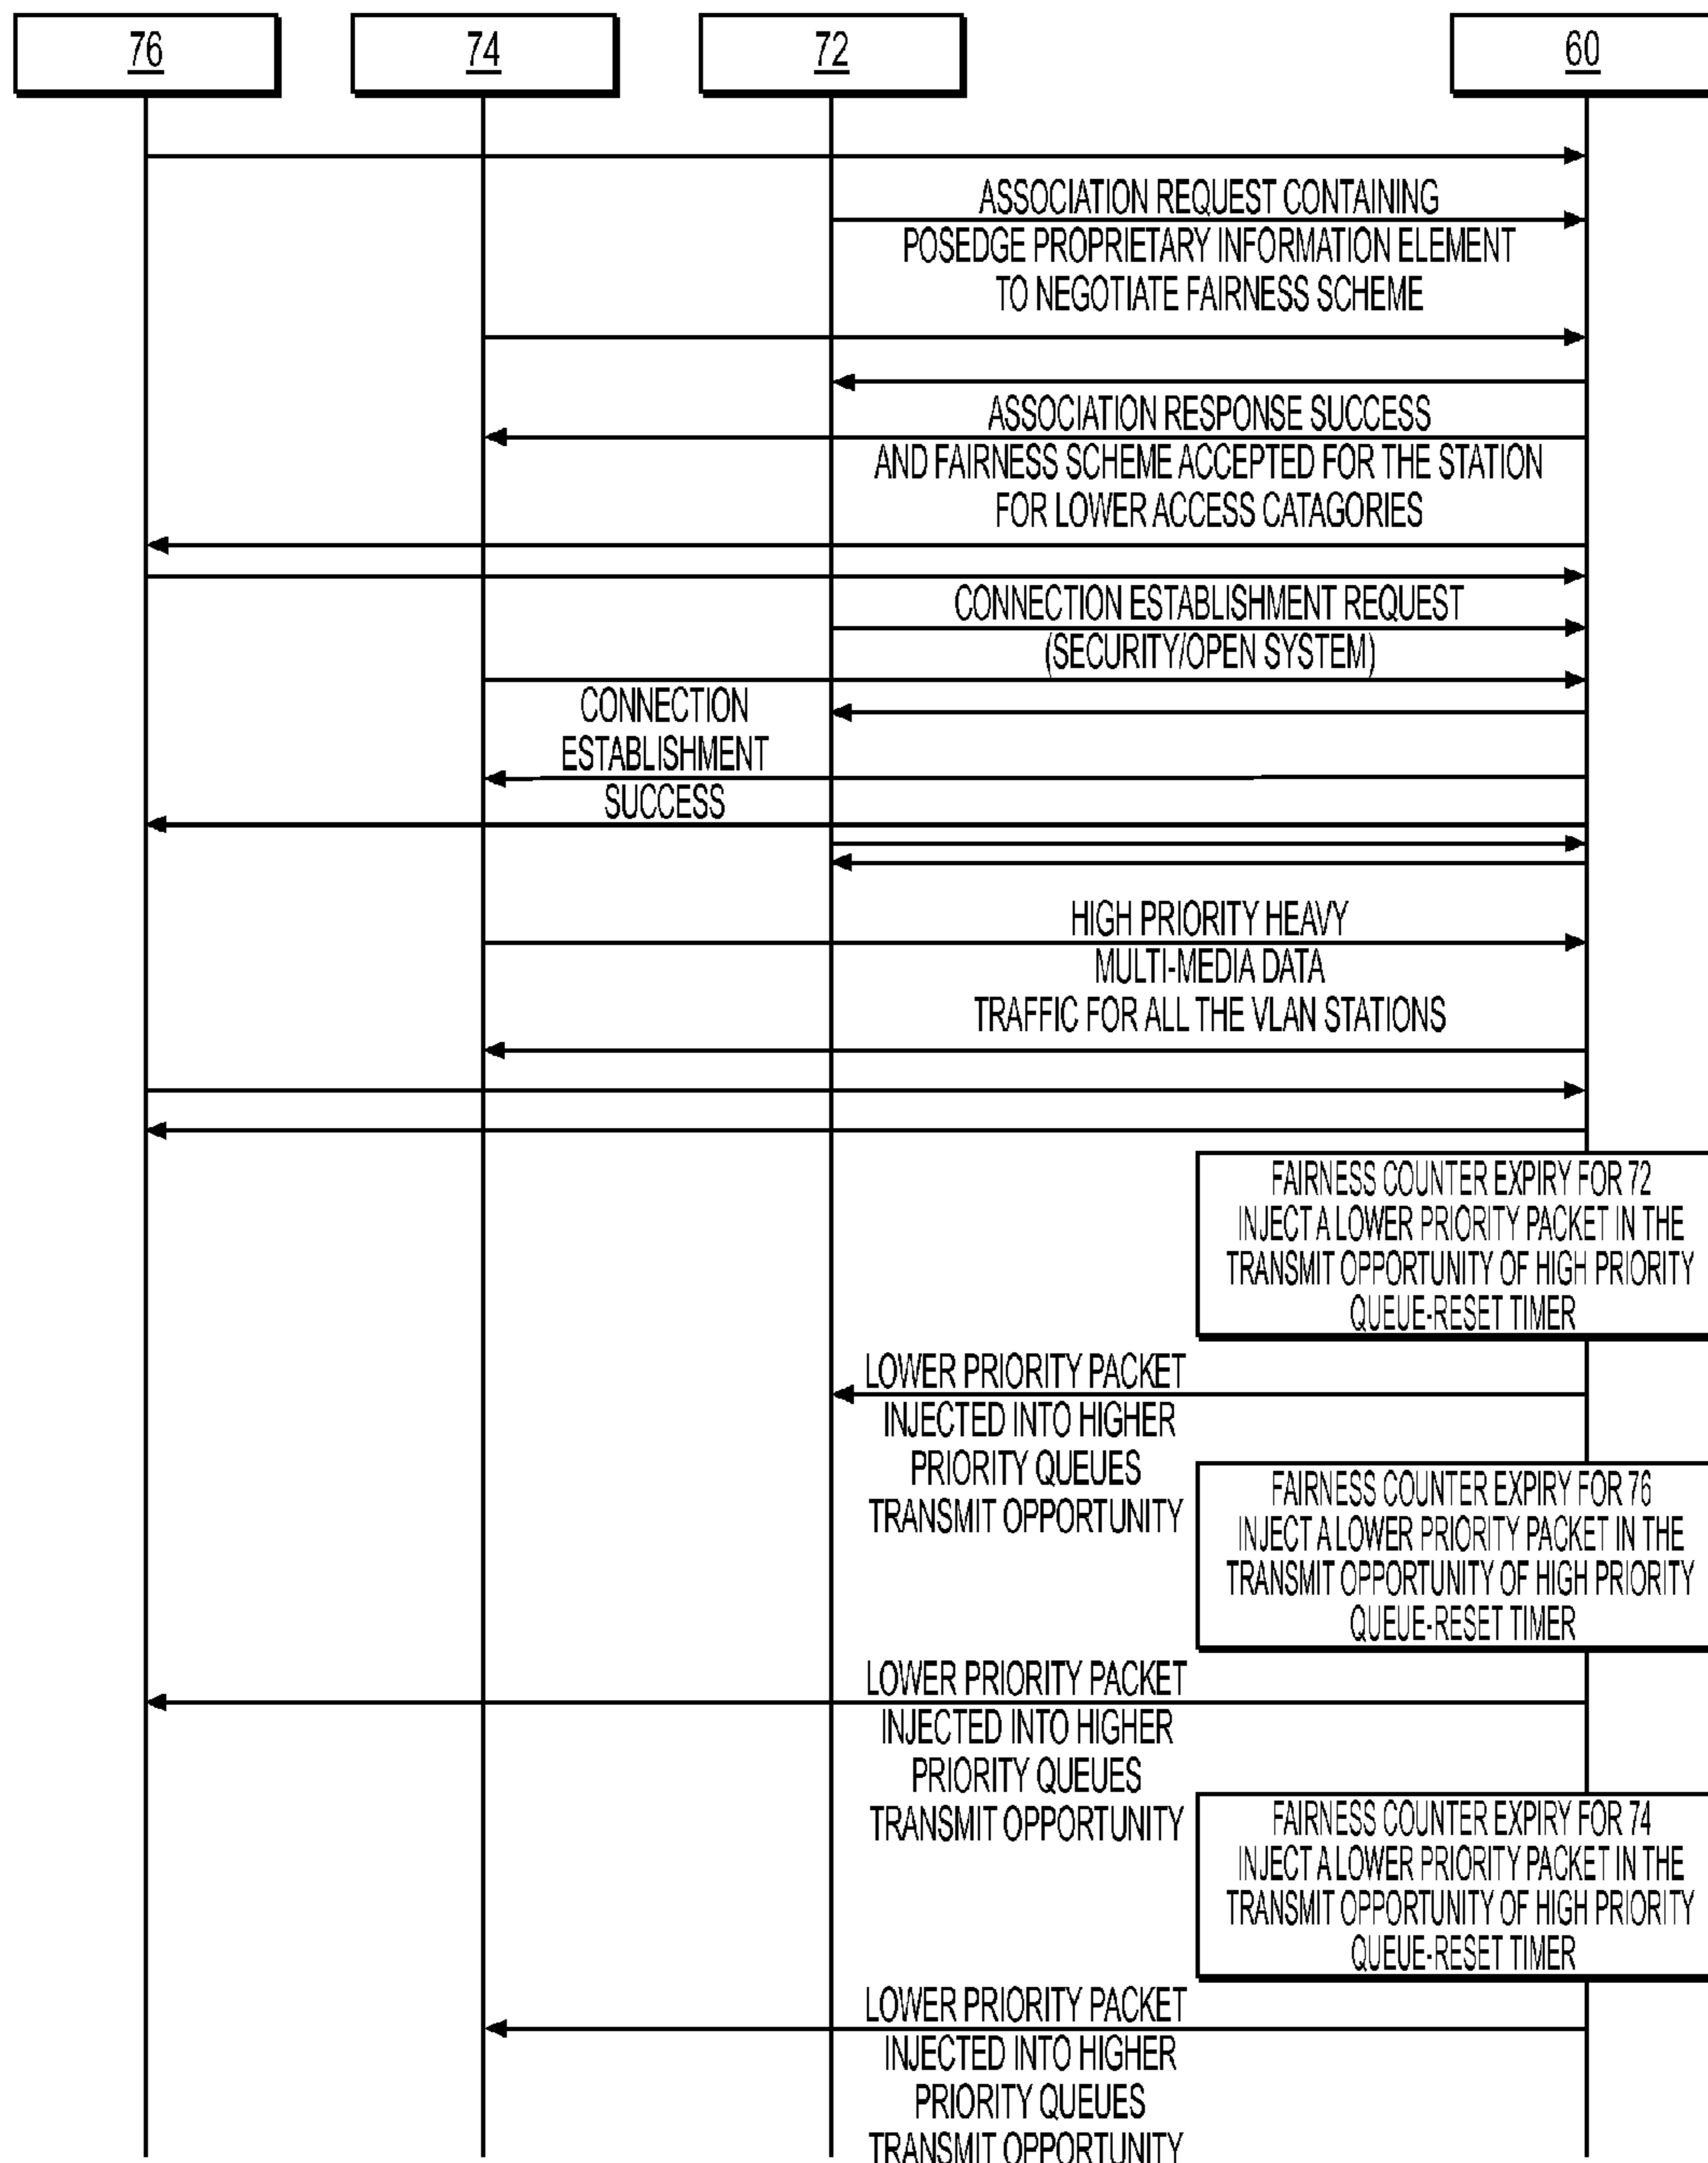 76
74
72
60
ASSOCIATION REQUEST CONTAINING
POSEDGE PROPRIETARY INFORMATION ELEMENT
TO NEGOTIATE FAIRNESS SCHEME
ASSOCIATION RESPONSE SUCCESS
AND FAIRNESS SCHEME ACCEPTED FOR THE STATION
FOR LOWER ACCESS CATAGORIES
CONNECTION ESTABLISHMENT REQUEST
(SECURITY/OPEN SYSTEM)
CONNECTION
ESTABLISHMENT
SUCCESS
HIGH PRIORITY HEAVY
MULTI-MEDIA DATA
TRAFFIC FOR ALL THE VLAN STATIONS
FAIRNESS COUNTER EXPIRY FOR 72
INJECT A LOWER PRIORITY PACKET IN THE
TRANSMIT OPPORTUNITY OF HIGH PRIORITY
QUEUE-RESET TIMER
LOWER PRIORITY PACKET
INJECTED INTO HIGHER
PRIORITY QUEUES
TRANSMIT OPPORTUNITY
FAIRNESS COUNTER EXPIRY FOR 76
INJECT A LOWER PRIORITY PACKET IN THE
TRANSMIT OPPORTUNITY OF HIGH PRIORITY
QUEUE-RESET TIMER
LOWER PRIORITY PACKET
INJECTED INTO HIGHER
PRIORITY QUEUES
TRANSMIT OPPORTUNITY
FAIRNESS COUNTER EXPIRY FOR 74
INJECT A LOWER PRIORITY PACKET IN THE
TRANSMIT OPPORTUNITY OF HIGH PRIORITY
QUEUE-RESET TIMER
LOWER PRIORITY PACKET
INJECTED INTO HIGHER
PRIORITY QUEUES
TRANSMIT OPPORTUNITY